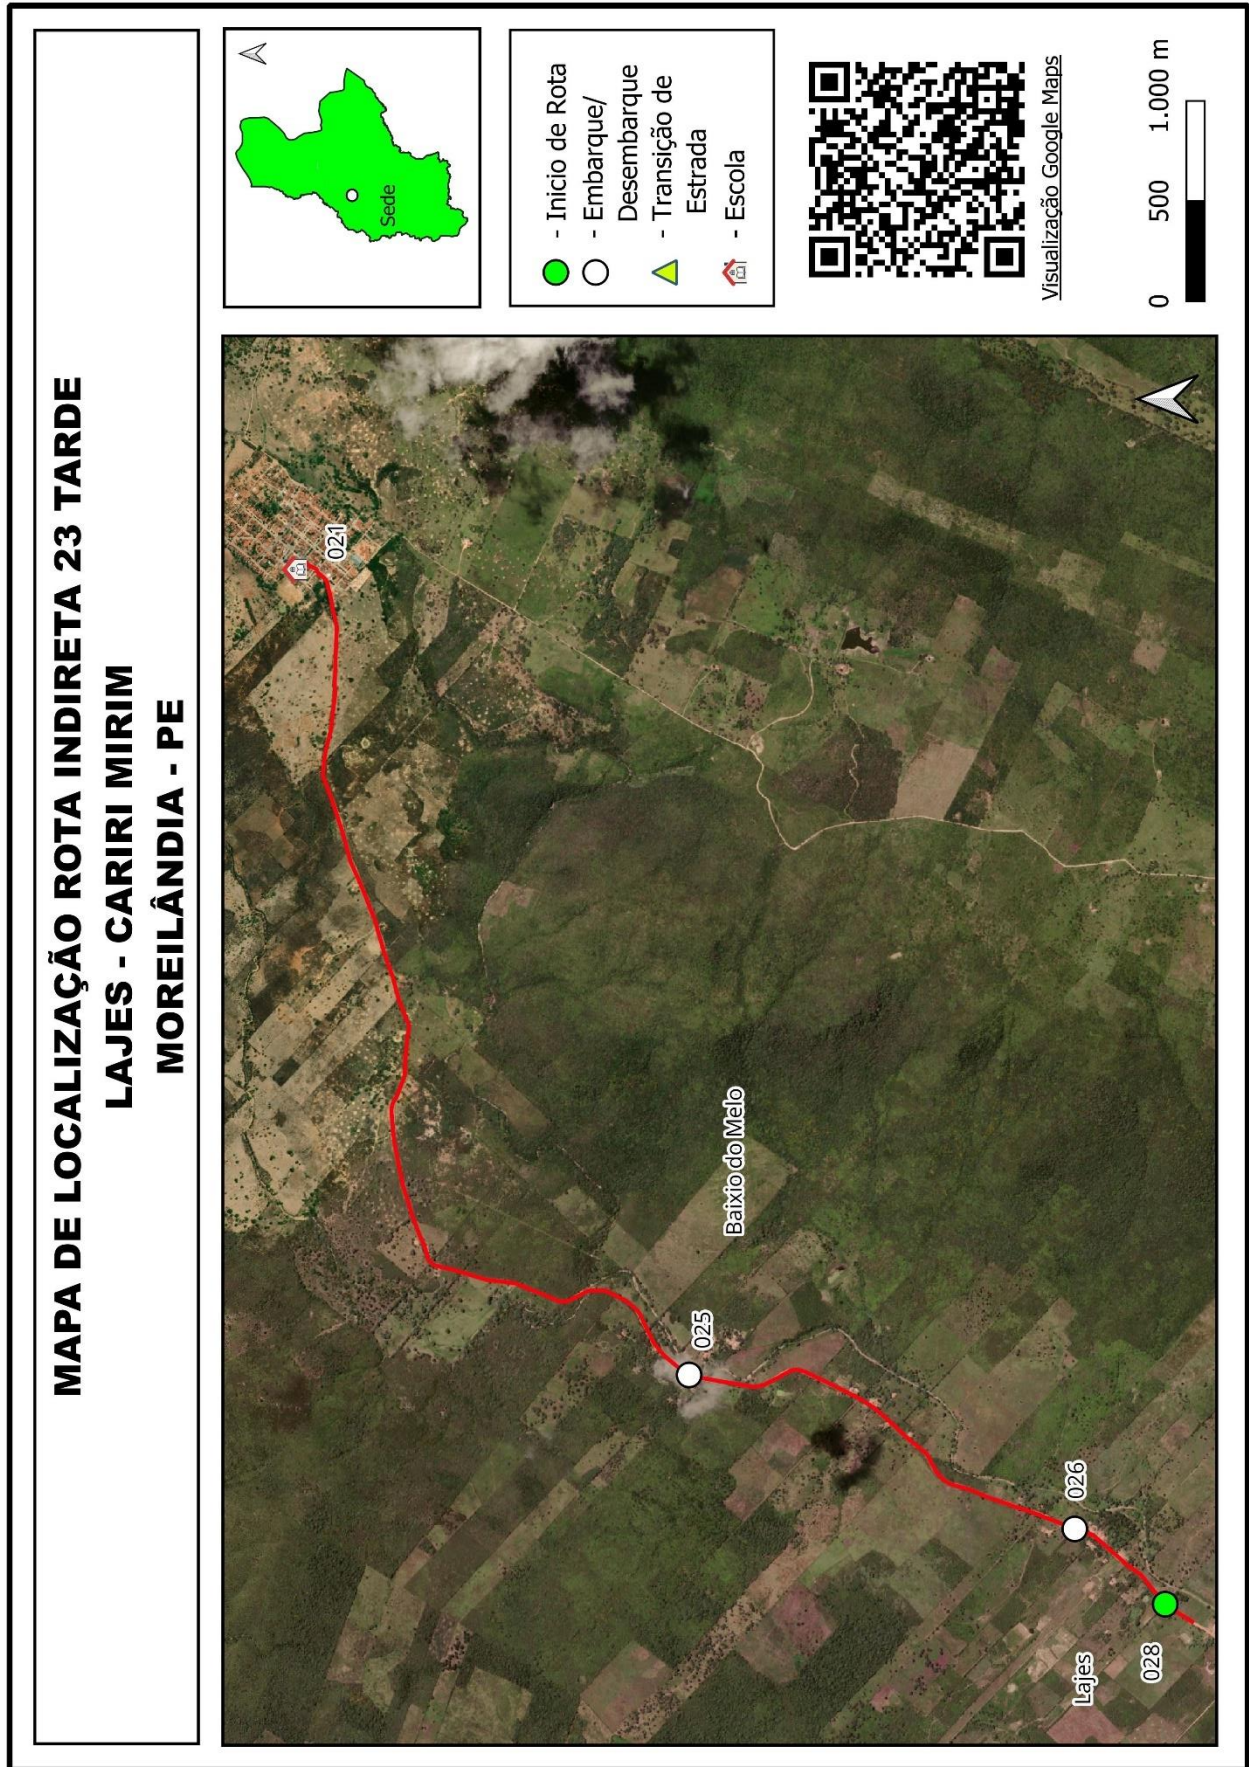 MAPA DE LOCALIZAÇÃO ROTA INDIRETA 23 TARDE
LAJES - CARIRI MIRIM
MOREILÂNDIA - PE
Sede
- Inicio de Rota
- Embarque/
Desembarque
- Transição de
Estrada
- Escola
Visualização Google Maps
0 500 1.000 m
021
Baixio do Melo
025
026
Lajes
028